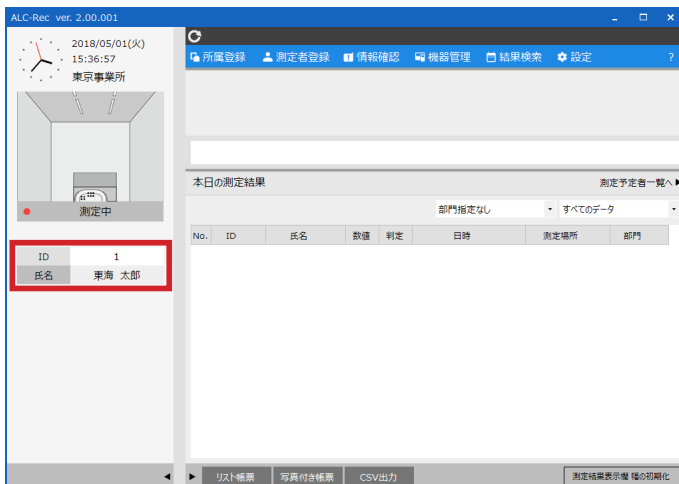 ALC-Rec ver. 2.00.001
2018/05/01(火)
15:36:57
東京事業所
測定中
ID 1
氏名 東海 太郎
所属登録 測定者登録 情報確認 機器管理 結果検索 設定 ?
本日の測定結果 測定予定者一覧へ
部門指定なし すべてのデータ
No. ID 氏名 数値 判定 日時 測定場所 部門
リスト帳票 写真付き帳票 CSV出力 測定結果表示欄 幅の初期化